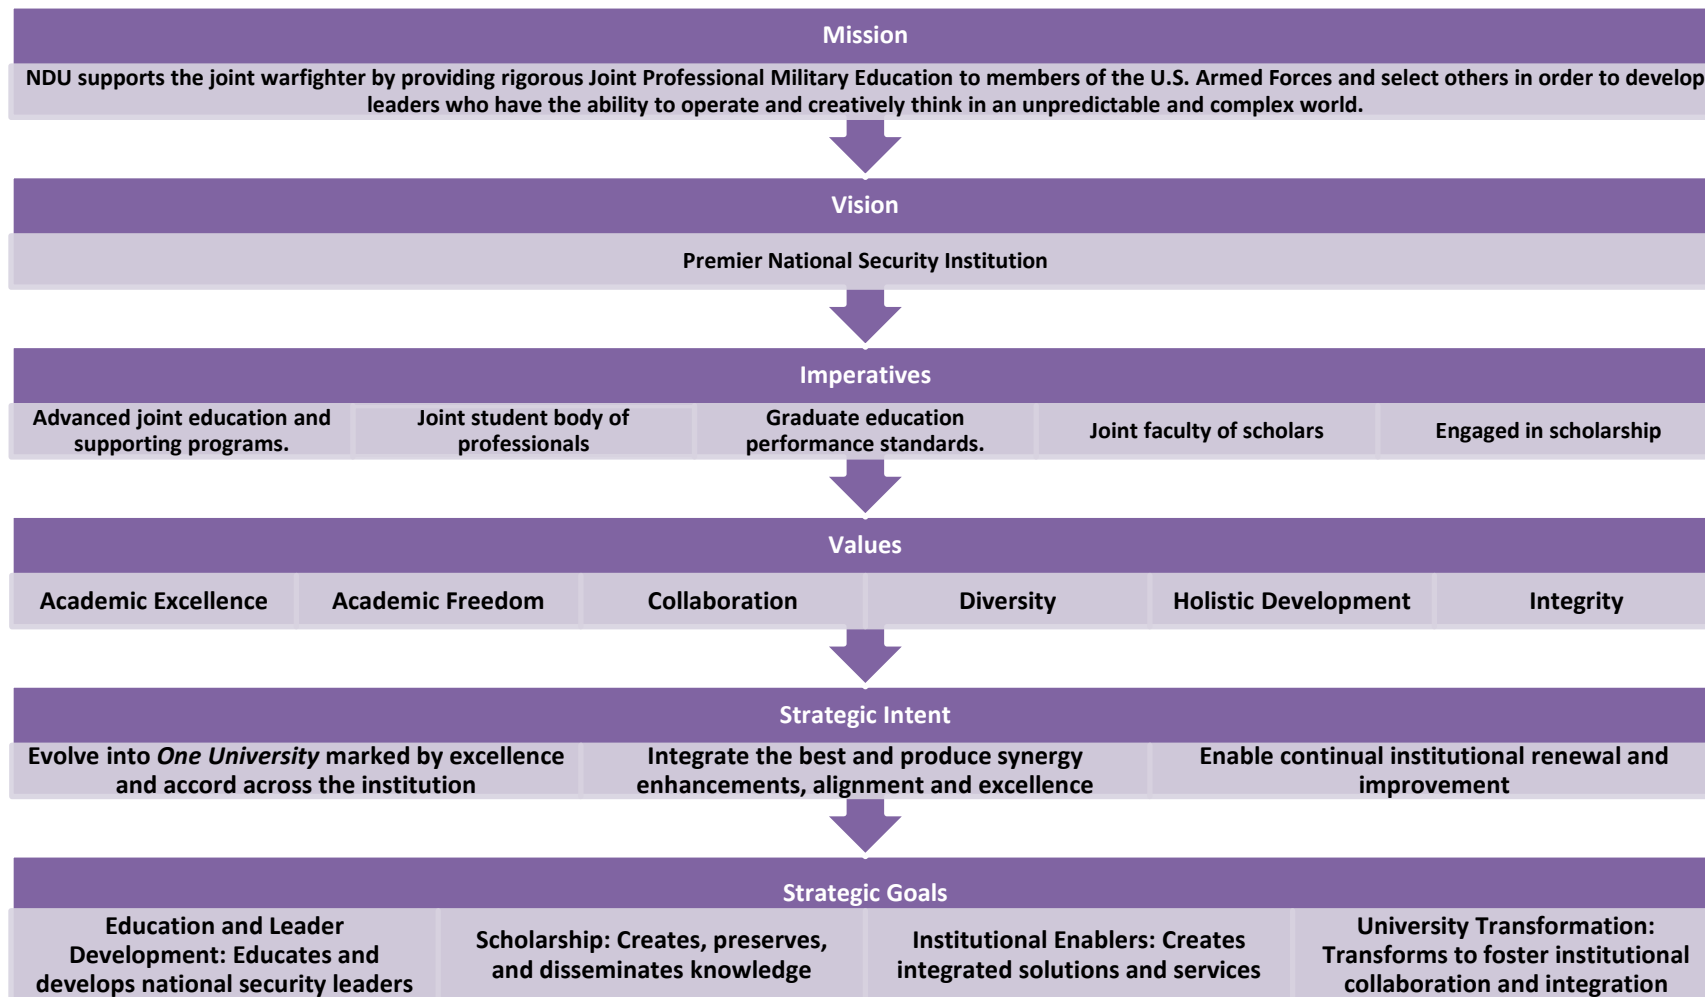 Mission
NDU supports the joint warfighter by providing rigorous Joint Professional Military Education to members of the U.S. Armed Forces and select others in order to develop
leaders who have the ability to operate and creatively think in an unpredictable and complex world.
Vision
Premier National Security Institution
Imperatives
Advanced joint education and
supporting programs.
Joint student body of
professionals
Graduate education
performance standards.
Joint faculty of scholars
Engaged in scholarship
Values
Academic Excellence
Academic Freedom
Collaboration
Diversity
Holistic Development
Integrity
Strategic Intent
Evolve into One University marked by excellence
and accord across the institution
Integrate the best and produce synergy
enhancements, alignment and excellence
Enable continual institutional renewal and
improvement
Strategic Goals
Education and Leader
Development: Educates and
develops national security leaders
Scholarship: Creates, preserves,
and disseminates knowledge
Institutional Enablers: Creates
integrated solutions and services
University Transformation:
Transforms to foster institutional
collaboration and integration